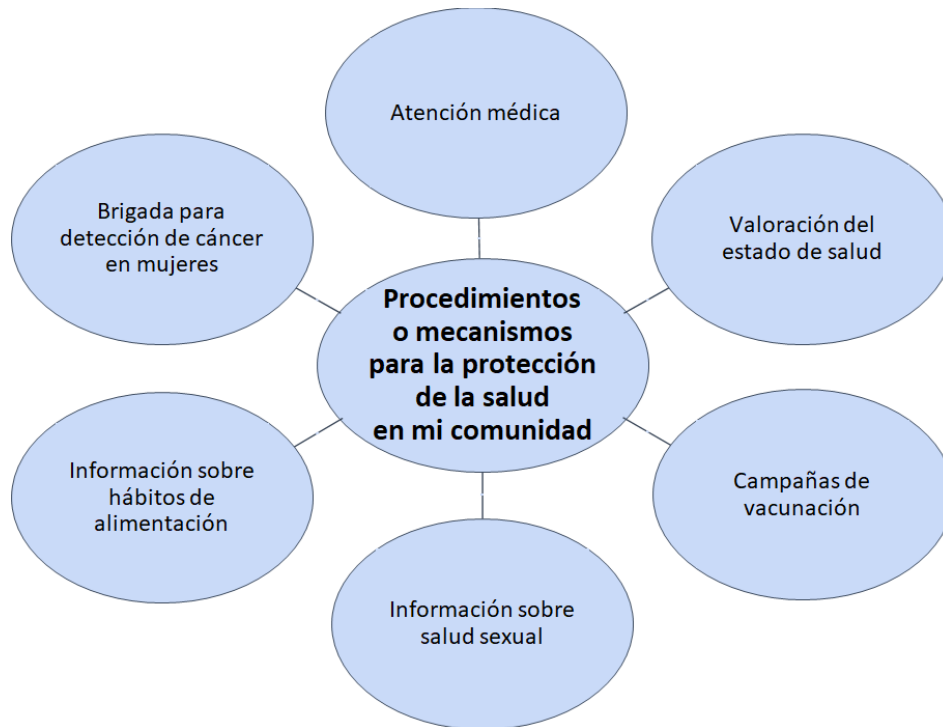 Atención médica
Brigada para
detección de cáncer
en mujeres
Valoración del
estado de salud
Procedimientos
o mecanismos
para la protección
de la salud
en mi comunidad
Información sobre
hábitos de
alimentación
Campañas de
vacunación
Información sobre
salud sexual